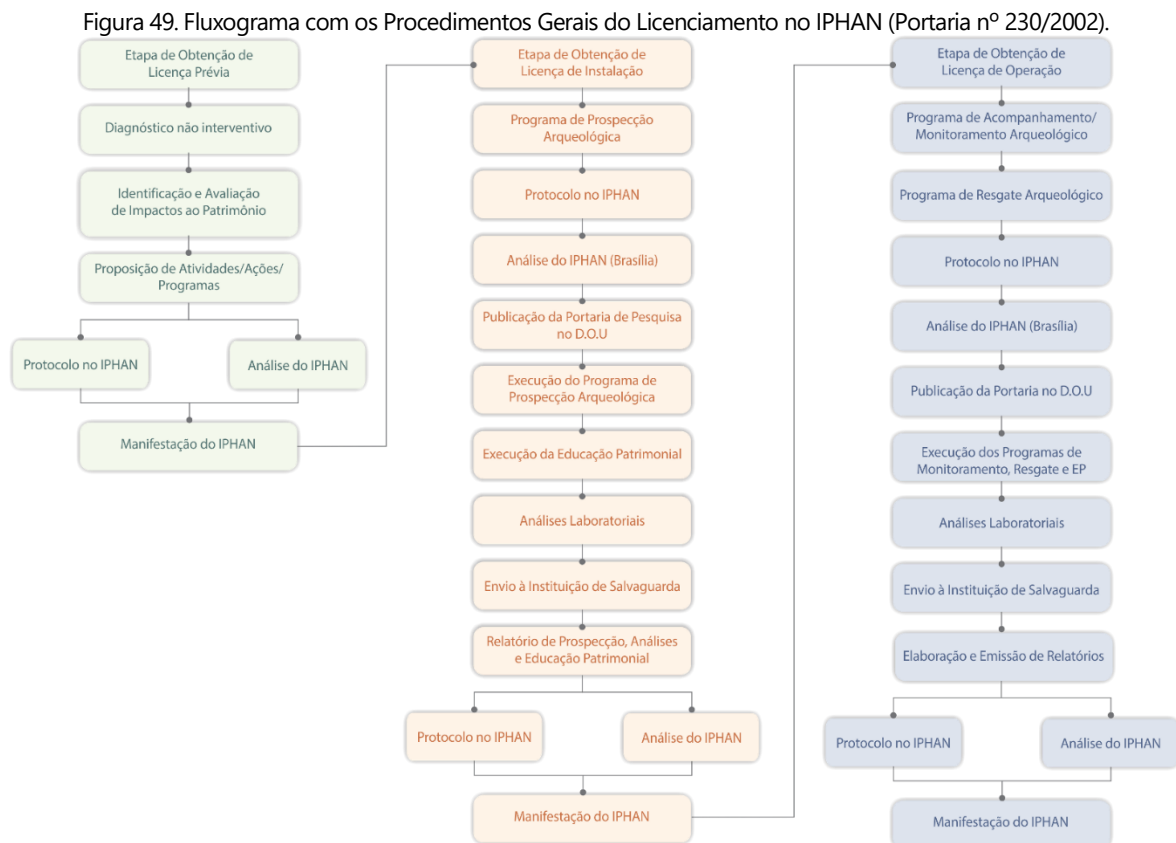 Figura 49. Fluxograma com os Procedimentos Gerais do Licenciamento no IPHAN (Portaria nº 230/2002).
Etapa de Obtenção de
Licença Prévia
Diagnóstico não interventivo
Identificação e Avaliação
de Impactos ao Patrimônio
Proposição de Atividades/Ações/
Programas
Protocolo no IPHAN
Análise do IPHAN
Manifestação do IPHAN
Etapa de Obtenção de
Licença de Instalação
Programa de Prospecção
Arqueológica
Protocolo no IPHAN
Análise do IPHAN (Brasília)
Publicação da Portaria de Pesquisa
no D.O.U
Execução do Programa de
Prospecção Arqueológica
Execução da Educação Patrimonial
Análises Laboratoriais
Envio à Instituição de Salvaguarda
Relatório de Prospecção, Análises
e Educação Patrimonial
Protocolo no IPHAN
Análise do IPHAN
Manifestação do IPHAN
Etapa de Obtenção de
Licença de Operação
Programa de Acompanhamento/
Monitoramento Arqueológico
Programa de Resgate Arqueológico
Protocolo no IPHAN
Análise do IPHAN (Brasília)
Publicação da Portaria no D.O.U
Execução dos Programas de
Monitoramento, Resgate e EP
Análises Laboratoriais
Envio à Instituição de Salvaguarda
Elaboração e Emissão de Relatórios
Protocolo no IPHAN
Análise do IPHAN
Manifestação do IPHAN